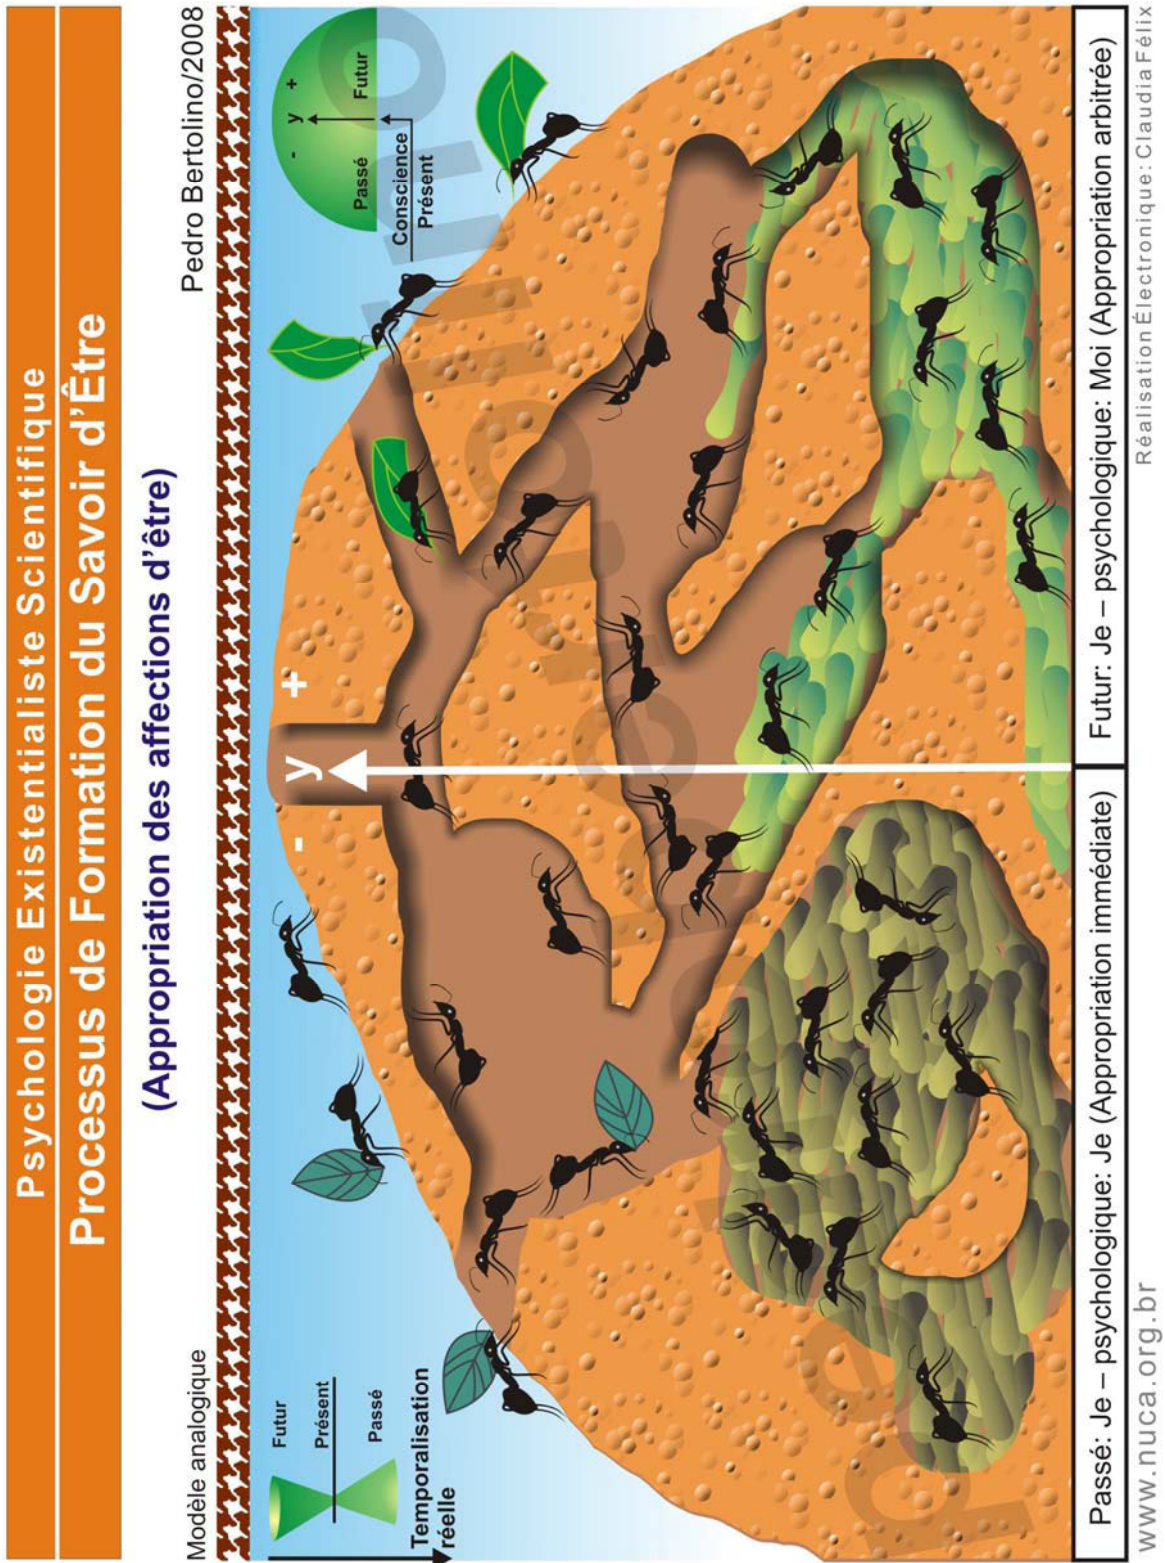 Psychologie Existentialiste Scientifique
Processus de Formation du Savoir d'Être
(Appropriation des affections d'être)
Modèle analogique
Pedro Bertolino/2008
Futur
Présent
Passé
Temporalisation
réelle
- y +
Passé
Futur
Conscience
Présent
- y +
Passé: Je – psychologique: Je (Appropriation immédiate)
Futur: Je – psychologique: Moi (Appropriation arbitrée)
www.nuca.org.br
Réalisation Électronique: Claudia Félix